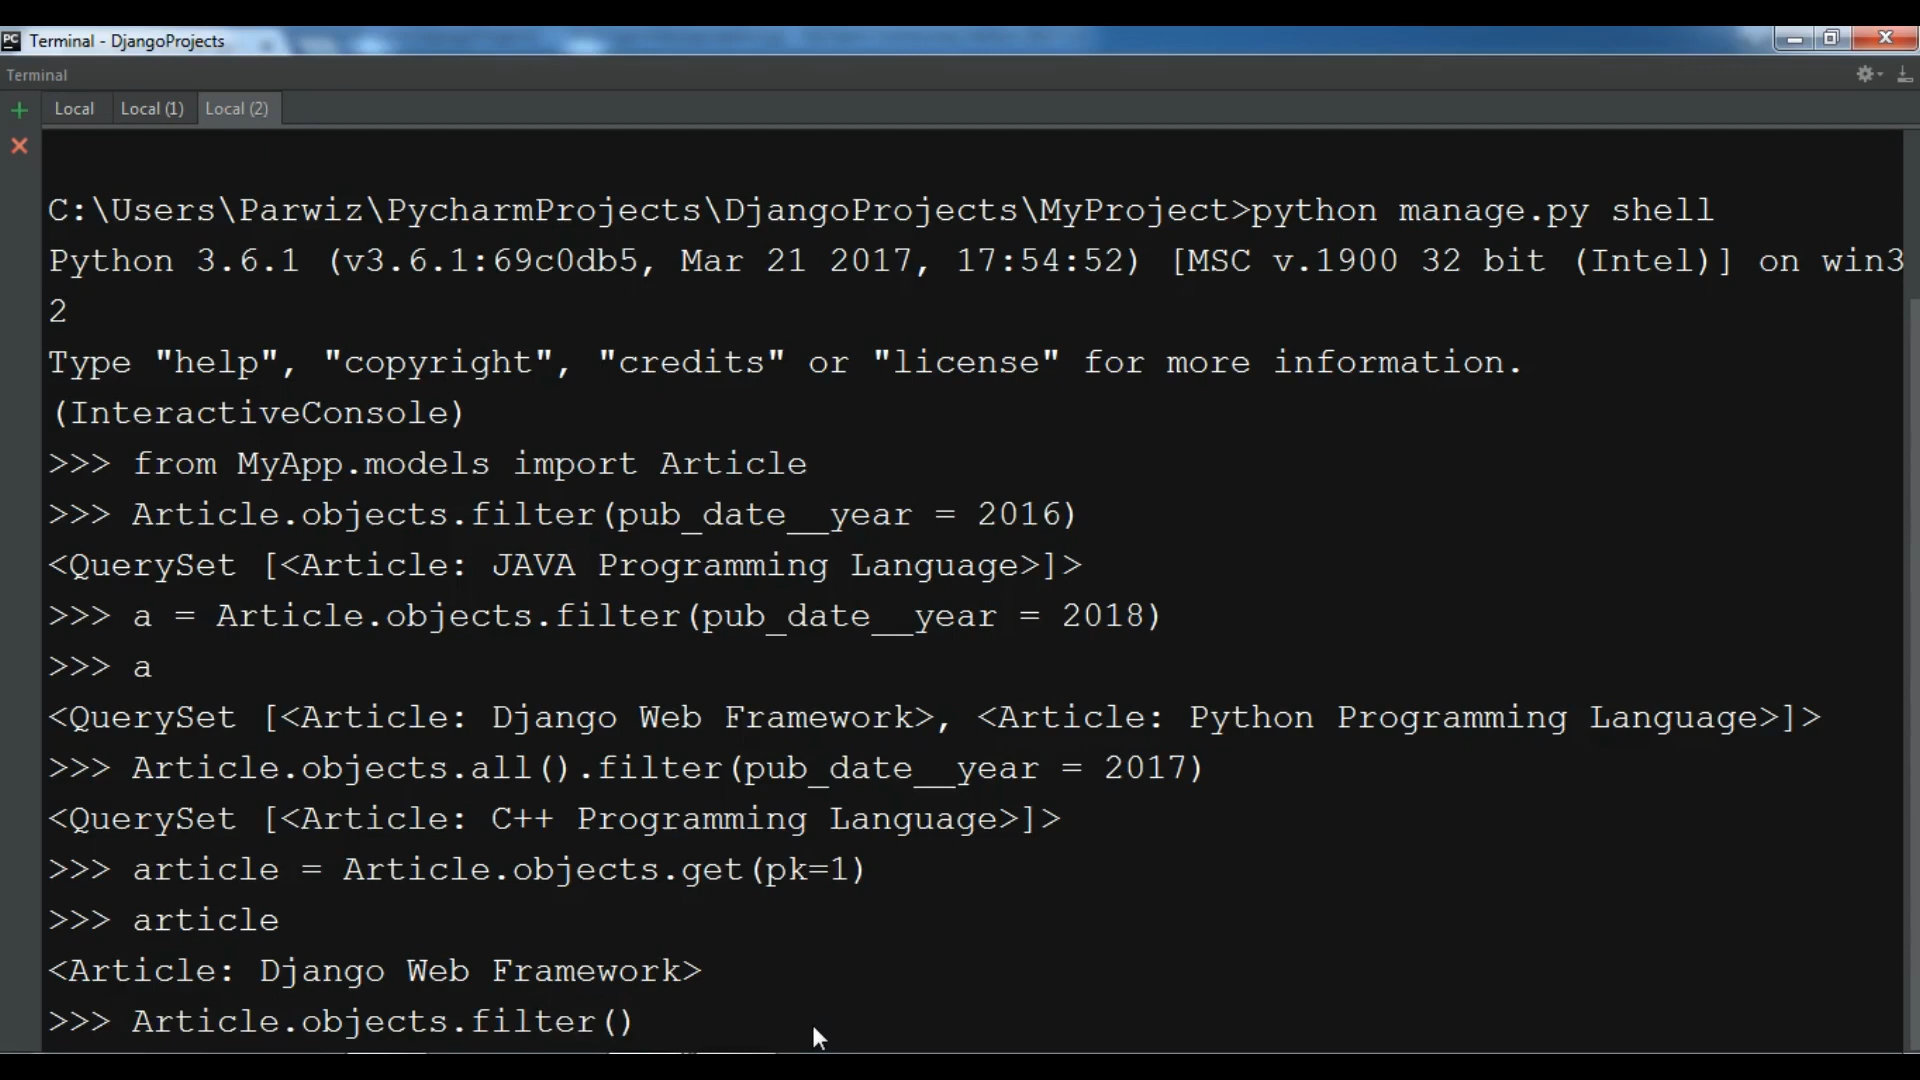 PC Terminal - DjangoProjects
Terminal
Local Local (1) Local (2)
C:\Users\Parwiz\PycharmProjects\DjangoProjects\MyProject>python manage.py shell
Python 3.6.1 (v3.6.1:69c0db5, Mar 21 2017, 17:54:52) [MSC v.1900 32 bit (Intel)] on win3
2
Type "help", "copyright", "credits" or "license" for more information.
(InteractiveConsole)
>>> from MyApp.models import Article
>>> Article.objects.filter(pub_date__year = 2016)
<QuerySet [<Article: JAVA Programming Language>]>
>>> a = Article.objects.filter(pub_date__year = 2018)
>>> a
<QuerySet [<Article: Django Web Framework>, <Article: Python Programming Language>]>
>>> Article.objects.all().filter(pub_date__year = 2017)
<QuerySet [<Article: C++ Programming Language>]>
>>> article = Article.objects.get(pk=1)
>>> article
<Article: Django Web Framework>
>>> Article.objects.filter()